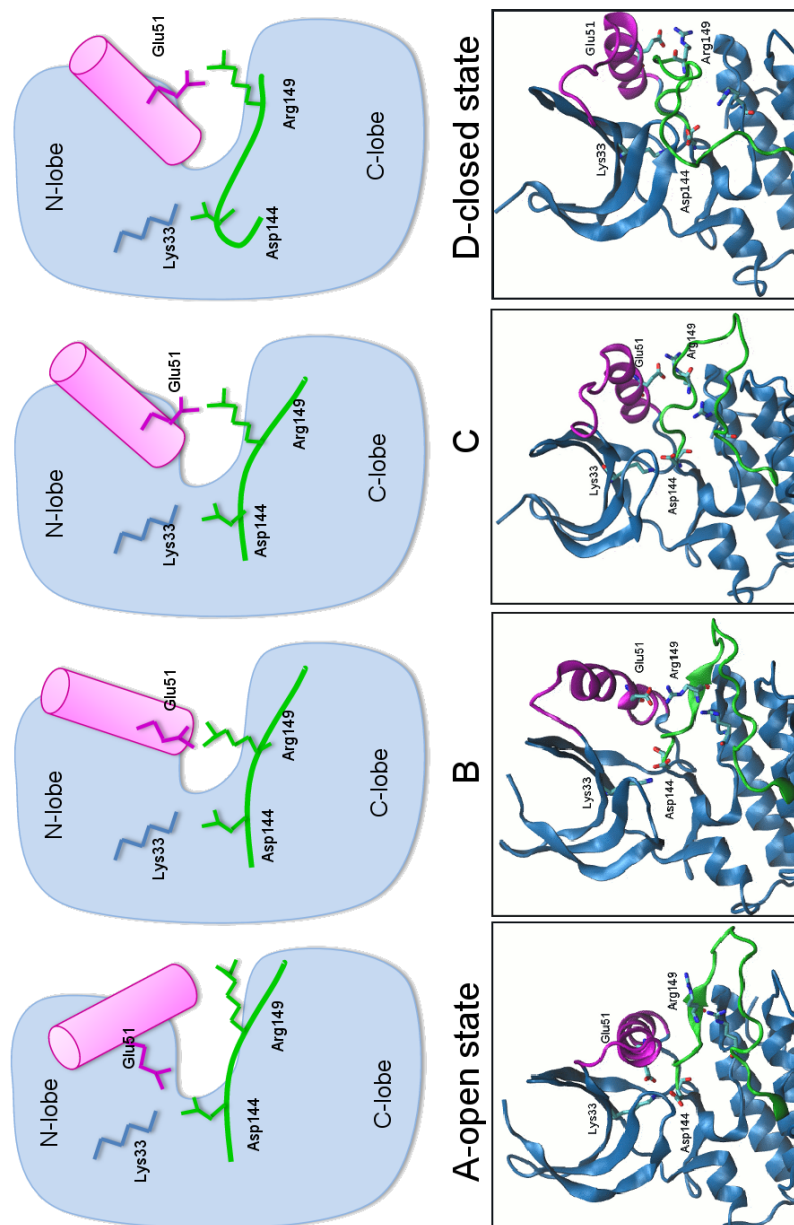 N-lobe
Lys33
Glu51
Asp144
Arg149
C-lobe
N-lobe
Lys33
Glu51
Asp144
Arg149
C-lobe
N-lobe
Lys33
Glu51
Asp144
Arg149
C-lobe
N-lobe
Lys33
Glu51
Asp144
Arg149
C-lobe
A-open state
B
C
D-closed state
Lys33
Glu51
Asp144
Arg149
Lys33
Glu51
Asp144
Arg149
Lys33
Glu51
Asp144
Arg149
Lys33
Glu51
Asp144
Arg149